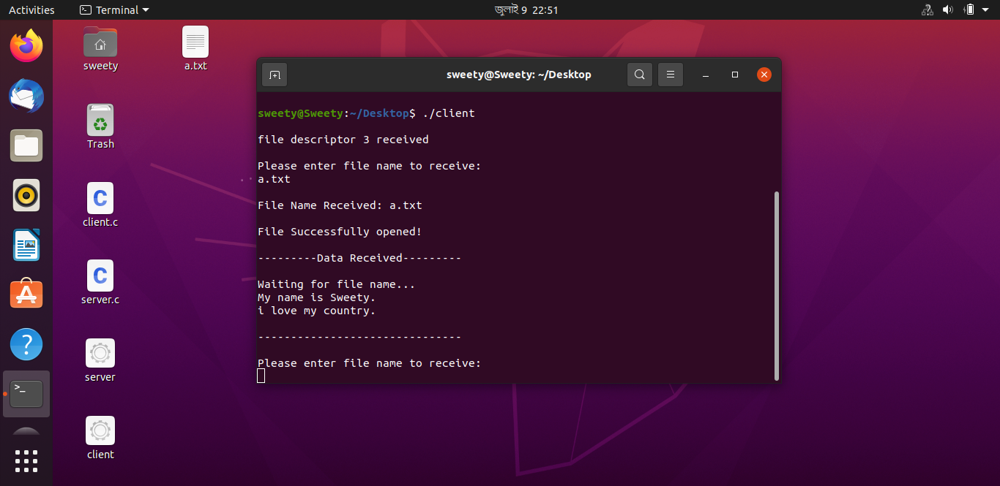 Activities
Terminal
জুলাই 9 22:51
sweety
a.txt
Trash
client.c
server.c
server
client
sweety@Sweety: ~/Desktop
sweety@Sweety:~/Desktop$ ./client
file descriptor 3 received
Please enter file name to receive:
a.txt
File Name Received: a.txt
File Successfully opened!
---------Data Received---------
Waiting for file name...
My name is Sweety.
i love my country.
-------------------------------
Please enter file name to receive: